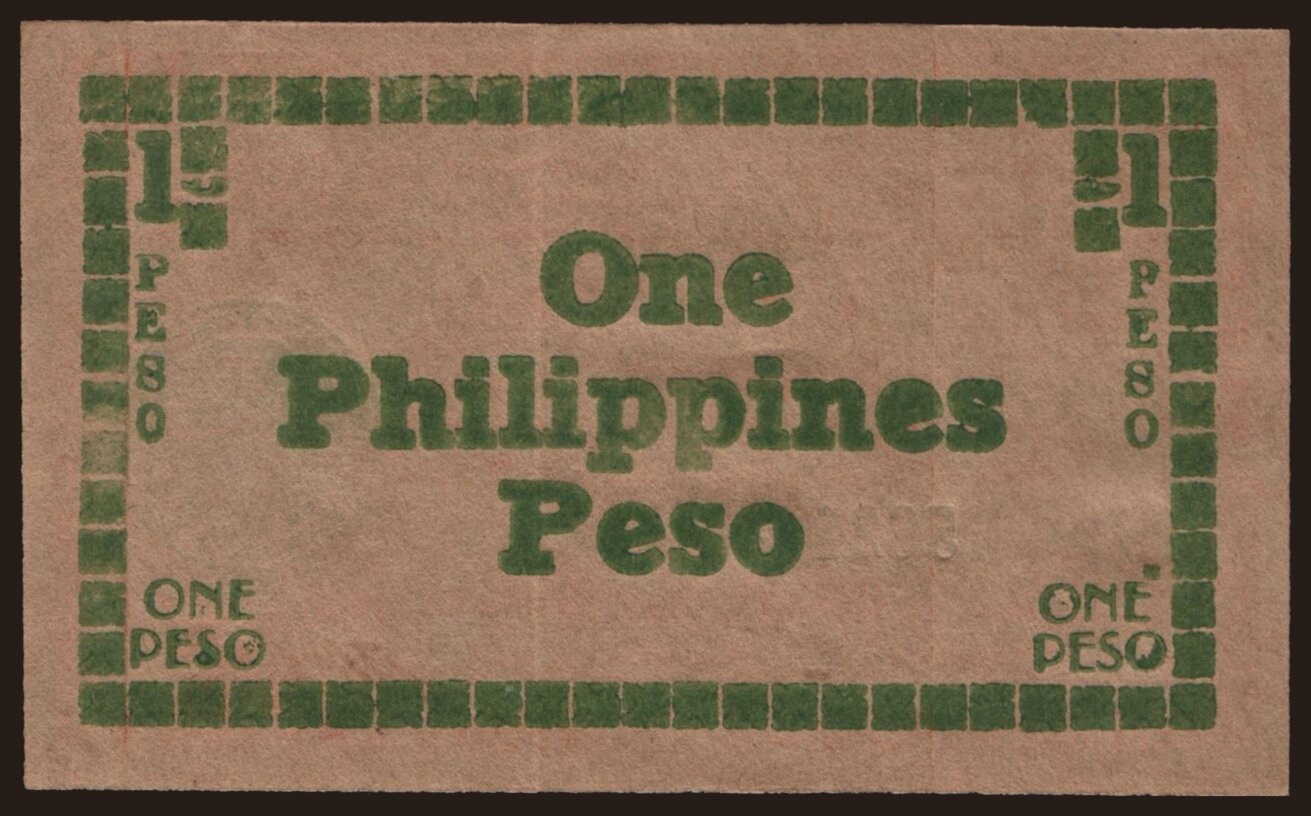 1 1
PESO PESO
One
Philippines
Peso
ONE ONE
PESO PESO